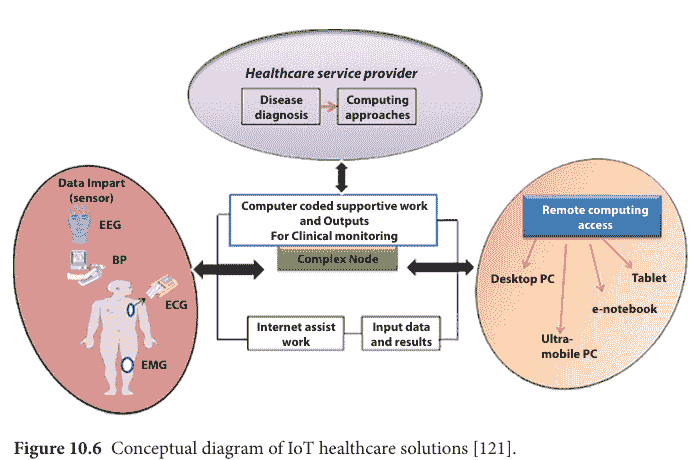 Healthcare service provider
Disease
diagnosis
Computing
approaches
Data Impart
(sensor)
EEG
BP
ECG
EMG
Computer coded supportive work
and Outputs
For Clinical monitoring
Complex Node
Internet assist
work
Input data
and results
Remote computing
access
Desktop PC
Tablet
e-notebook
Ultra-
mobile PC
Figure 10.6 Conceptual diagram of IoT healthcare solutions [121].